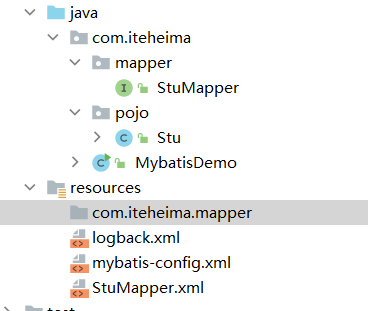 java
com.iteheima
mapper
I StuMapper
pojo
C Stu
C MybatisDemo
resources
com.iteheima.mapper
logback.xml
mybatis-config.xml
StuMapper.xml